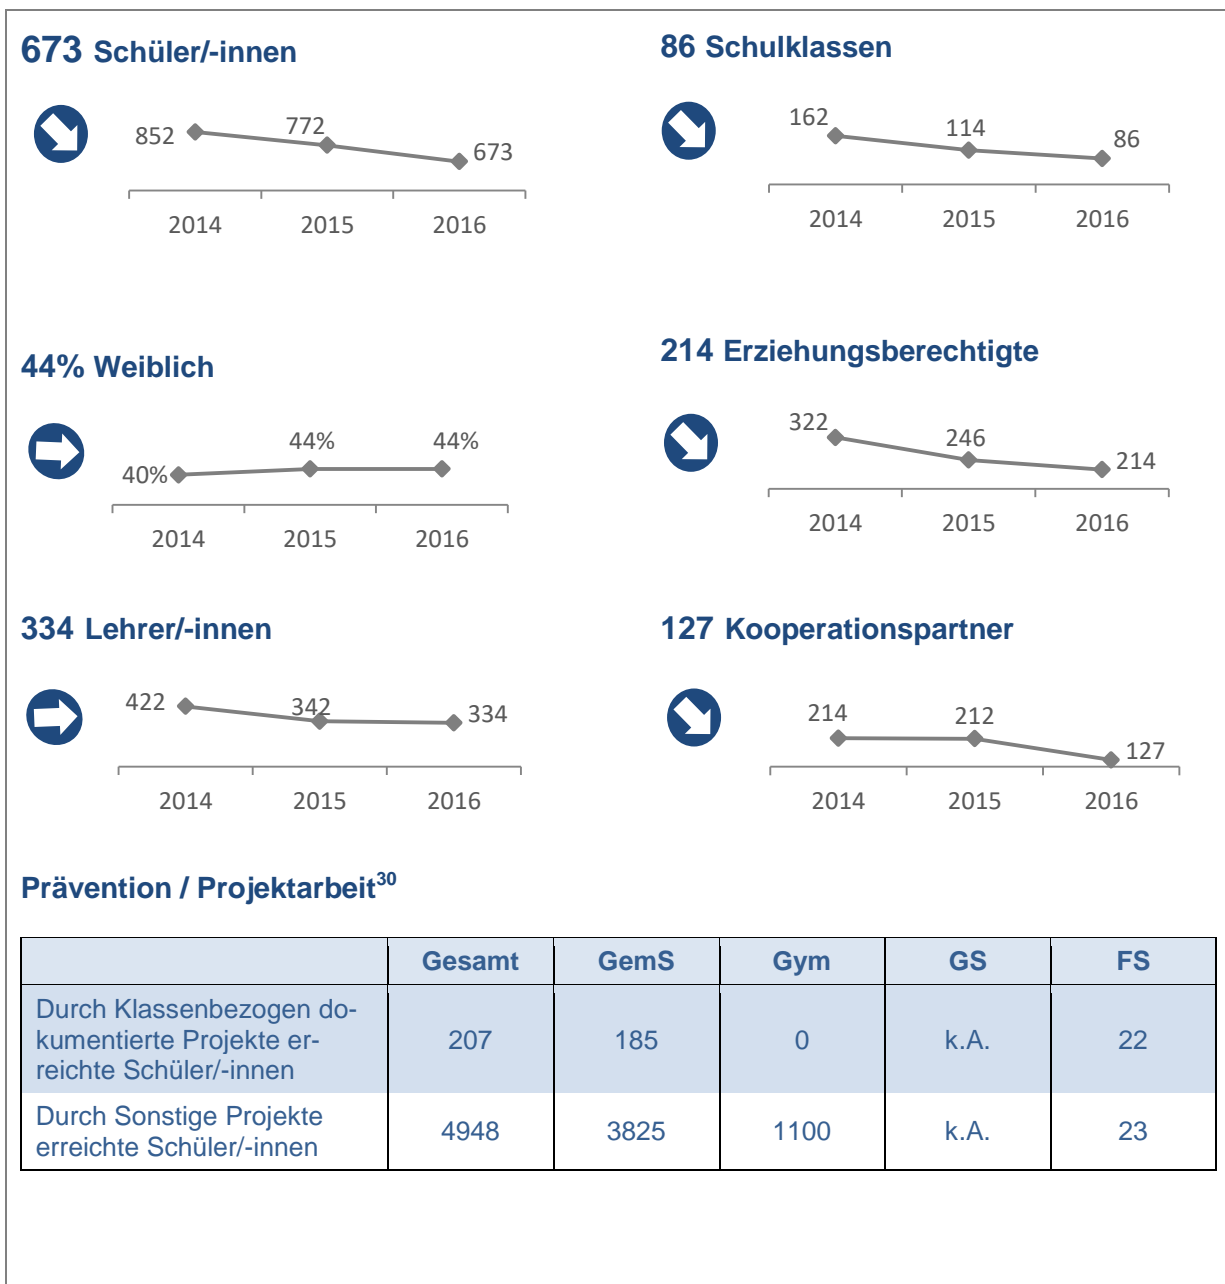 673 Schüler/-innen
852
772
673
2014 2015 2016
86 Schulklassen
162
114
86
2014 2015 2016
44% Weiblich
40%
44%
44%
2014 2015 2016
214 Erziehungsberechtigte
322
246
214
2014 2015 2016
334 Lehrer/-innen
422
342
334
2014 2015 2016
127 Kooperationspartner
214
212
127
2014 2015 2016
Prävention / Projektarbeit30
Gesamt GemS Gym GS FS
Durch Klassenbezogen do-
kumentierte Projekte er-
reichte Schüler/-innen
207 185 0 k.A. 22
Durch Sonstige Projekte
erreichte Schüler/-innen
4948 3825 1100 k.A. 23